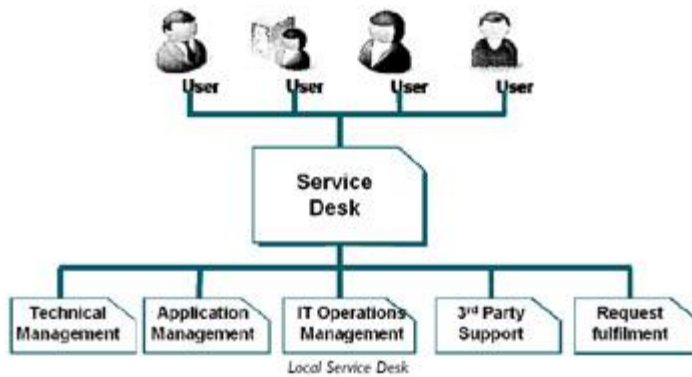 User User User User
Service
Desk
Technical Application IT Operations 3rd Party Request
Management Management Management Support fulfilment
Local Service Desk